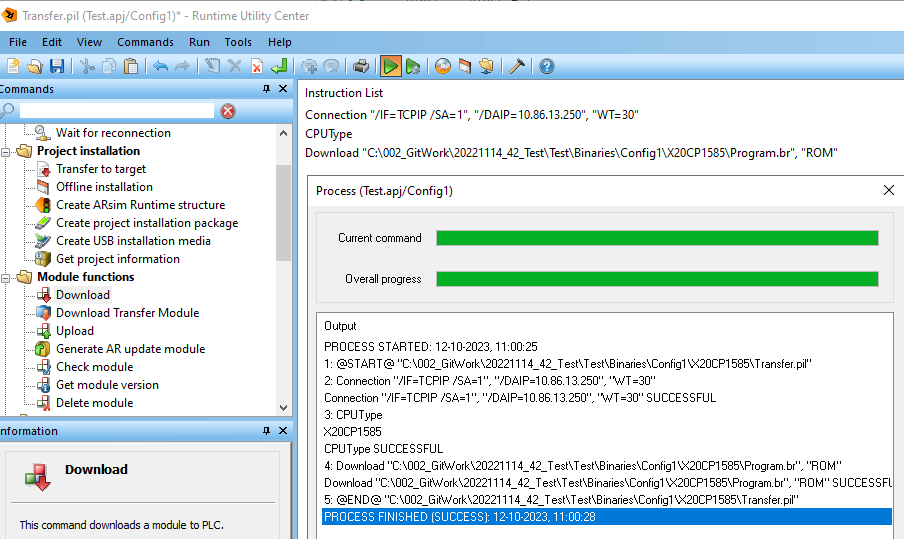 Transfer.pil (Test.apj/Config1)* - Runtime Utility Center
File Edit View Commands Run Tools Help
Commands
Wait for reconnection
Project installation
Transfer to target
Offline installation
Create ARsim Runtime structure
Create project installation package
Create USB installation media
Get project information
Module functions
Download
Download Transfer Module
Upload
Generate AR update module
Check module
Get module version
Delete module
nformation
Download
This command downloads a module to PLC.
Instruction List
Connection "/IF=TCPIP /SA=1", "/DAIP=10.86.13.250", "WT=30"
CPUType
Download "C:\002_GitWork\20221114_42_Test\Test\Binaries\Config1\X20CP1585\Program.br", "ROM"
Process (Test.apj/Config1)
Current command
Overall progress
Output
PROCESS STARTED: 12-10-2023, 11:00:25
1: @START@ "C:\002_GitWork\20221114_42_Test\Test\Binaries\Config1\X20CP1585\Transfer.pil"
2: Connection "/IF=TCPIP /SA=1", "/DAIP=10.86.13.250", "WT=30"
Connection "/IF=TCPIP /SA=1", "/DAIP=10.86.13.250", "WT=30" SUCCESSFUL
3: CPUType
X20CP1585
CPUType SUCCESSFUL
4: Download "C:\002_GitWork\20221114_42_Test\Test\Binaries\Config1\X20CP1585\Program.br", "ROM"
Download "C:\002_GitWork\20221114_42_Test\Test\Binaries\Config1\X20CP1585\Program.br", "ROM" SUCCESSFU
5: @END@ "C:\002_GitWork\20221114_42_Test\Test\Binaries\Config1\X20CP1585\Transfer.pil"
PROCESS FINISHED (SUCCESS): 12-10-2023, 11:00:28